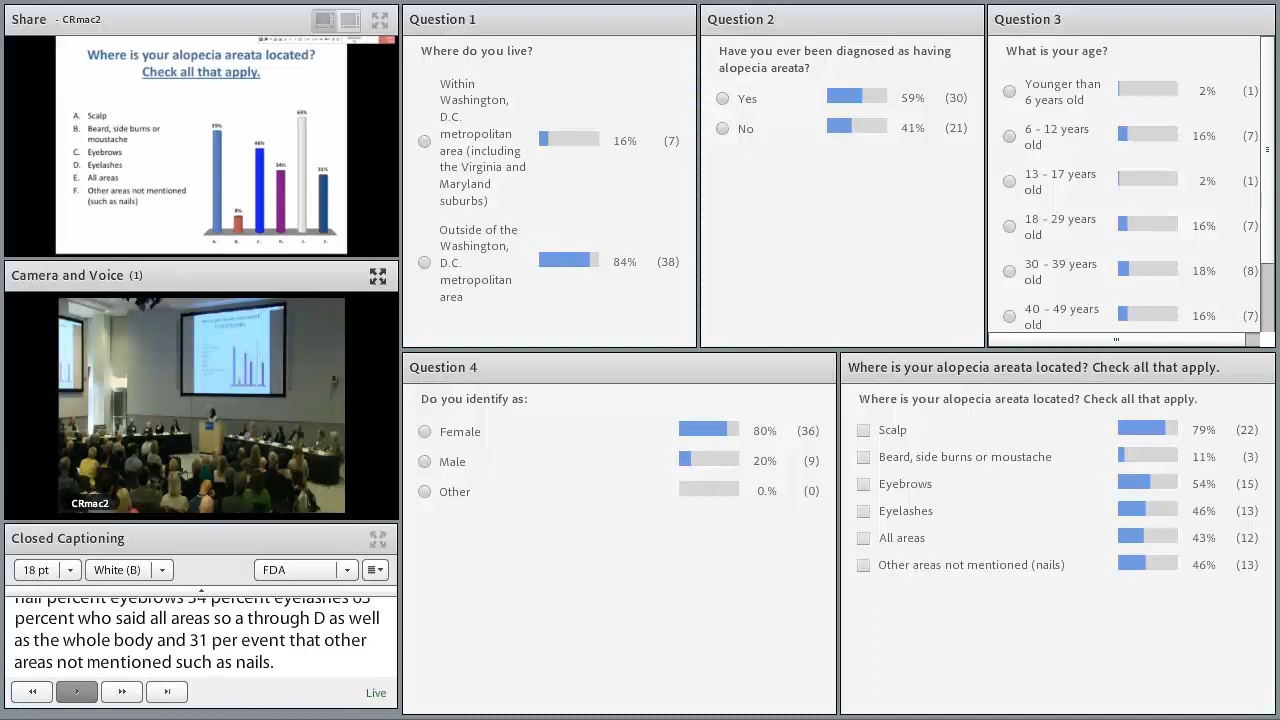 Share - CRmac2
Where is your alopecia areata located?
Check all that apply.
A. Scalp
B. Beard, side burns or
moustache
C. Eyebrows
D. Eyelashes
E. All areas
F. Other areas not mentioned
(such as nails)
59%
8%
46%
34%
63%
31%
Camera and Voice (1)
CRmac2
Closed Captioning
18 pt
White (B)
FDA
half percent eyebrows 34 percent eyelashes 63
percent who said all areas so a through D as well
as the whole body and 31 per event that other
areas not mentioned such as nails.
Live
Question 1
Where do you live?
Within
Washington,
D.C.
metropolitan
area (including
the Virginia and
Maryland
suburbs)
16% (7)
Outside of the
Washington,
D.C.
metropolitan
area
84% (38)
Question 2
Have you ever been diagnosed as having
alopecia areata?
Yes 59% (30)
No 41% (21)
Question 3
What is your age?
Younger than
6 years old
2% (1)
6 - 12 years
old
16% (7)
13 - 17 years
old
2% (1)
18 - 29 years
old
16% (7)
30 - 39 years
old
18% (8)
40 - 49 years
old
16% (7)
Question 4
Do you identify as:
Female 80% (36)
Male 20% (9)
Other 0.% (0)
Where is your alopecia areata located? Check all that apply.
Where is your alopecia areata located? Check all that apply.
Scalp 79% (22)
Beard, side burns or moustache 11% (3)
Eyebrows 54% (15)
Eyelashes 46% (13)
All areas 43% (12)
Other areas not mentioned (nails) 46% (13)